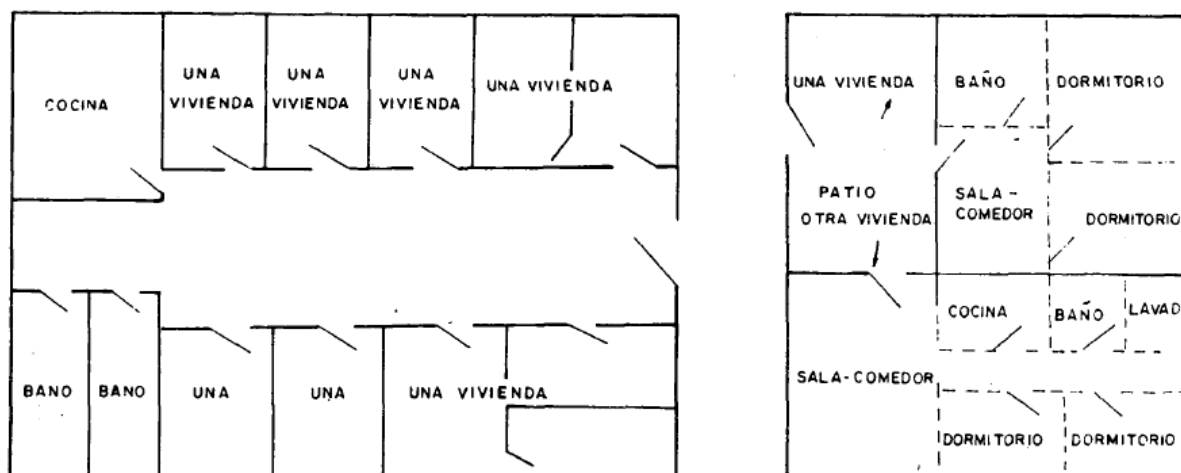 COCINA
UNA
VIVIENDA
UNA
VIVIENDA
UNA
VIVIENDA
UNA VIVIENDA
BANO
BANO
UNA
UNA
UNA VIVIENDA
UNA VIVIENDA
BAÑO
DORMITORIO
PATIO
OTRA VIVIENDA
SALA-
COMEDOR
DORMITORIO
COCINA
BAÑO
LAVAD
SALA-COMEDOR
DORMITORIO
DORMITORIO